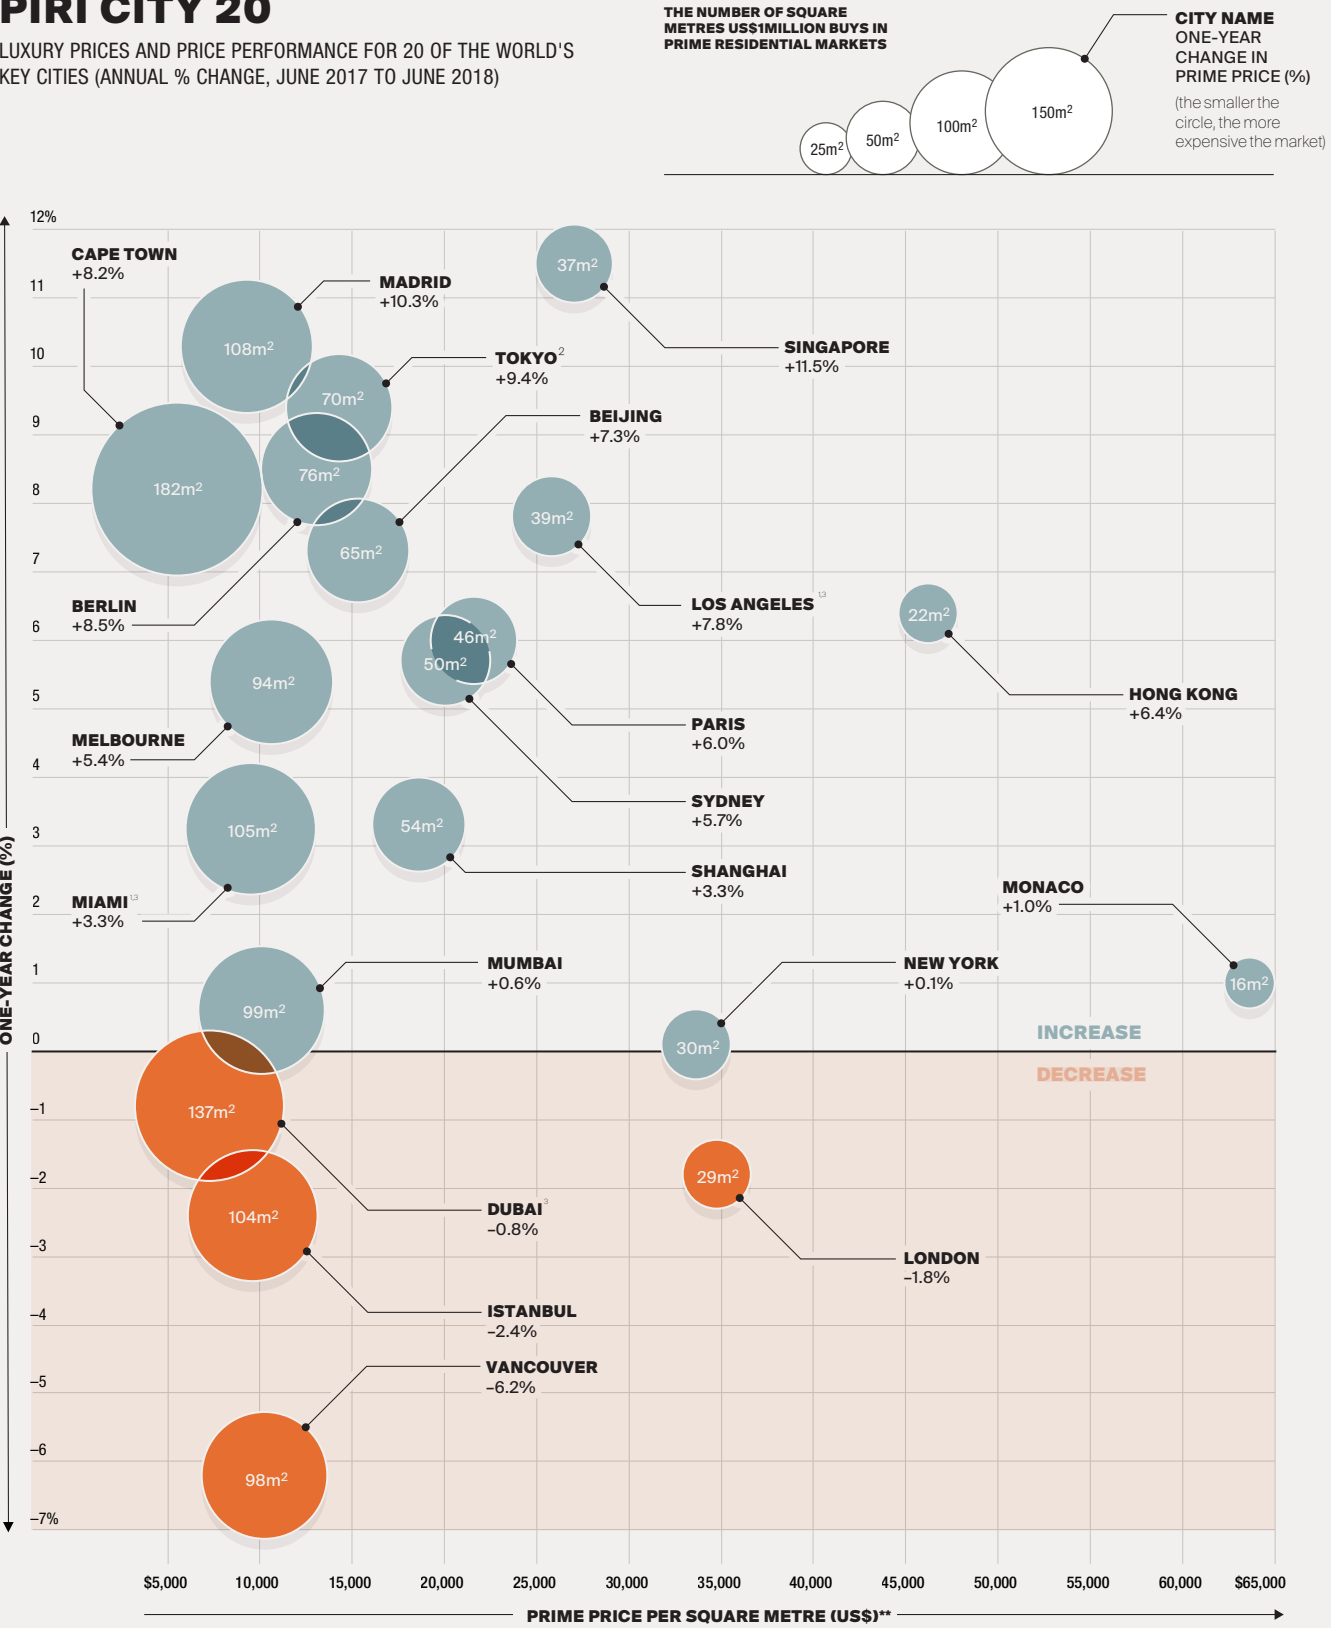 PIRI CITY 20
LUXURY PRICES AND PRICE PERFORMANCE FOR 20 OF THE WORLD'S
KEY CITIES (ANNUAL % CHANGE, JUNE 2017 TO JUNE 2018)
THE NUMBER OF SQUARE
METRES US$1MILLION BUYS IN
PRIME RESIDENTIAL MARKETS
25m²
50m²
100m²
150m²
CITY NAME
ONE-YEAR
CHANGE IN
PRIME PRICE (%)
(the smaller the
circle, the more
expensive the market)
12%
11
10
9
8
7
6
5
4
3
2
1
0
–1
–2
–3
–4
–5
–6
–7%
ONE-YEAR CHANGE (%)
CAPE TOWN
+8.2%
182m²
MADRID
+10.3%
108m²
TOKYO²
+9.4%
70m²
SINGAPORE
+11.5%
37m²
BEIJING
+7.3%
65m²
BERLIN
+8.5%
76m²
LOS ANGELES¹³
+7.8%
39m²
HONG KONG
+6.4%
22m²
PARIS
+6.0%
46m²
SYDNEY
+5.7%
50m²
MELBOURNE
+5.4%
94m²
SHANGHAI
+3.3%
54m²
MIAMI¹³
+3.3%
105m²
MONACO
+1.0%
16m²
MUMBAI
+0.6%
99m²
NEW YORK
+0.1%
30m²
INCREASE
DECREASE
DUBAI³
–0.8%
137m²
LONDON
–1.8%
29m²
ISTANBUL
–2.4%
104m²
VANCOUVER
–6.2%
98m²
$5,000
10,000
15,000
20,000
25,000
30,000
35,000
40,000
45,000
50,000
55,000
60,000
$65,000
PRIME PRICE PER SQUARE METRE (US$)**